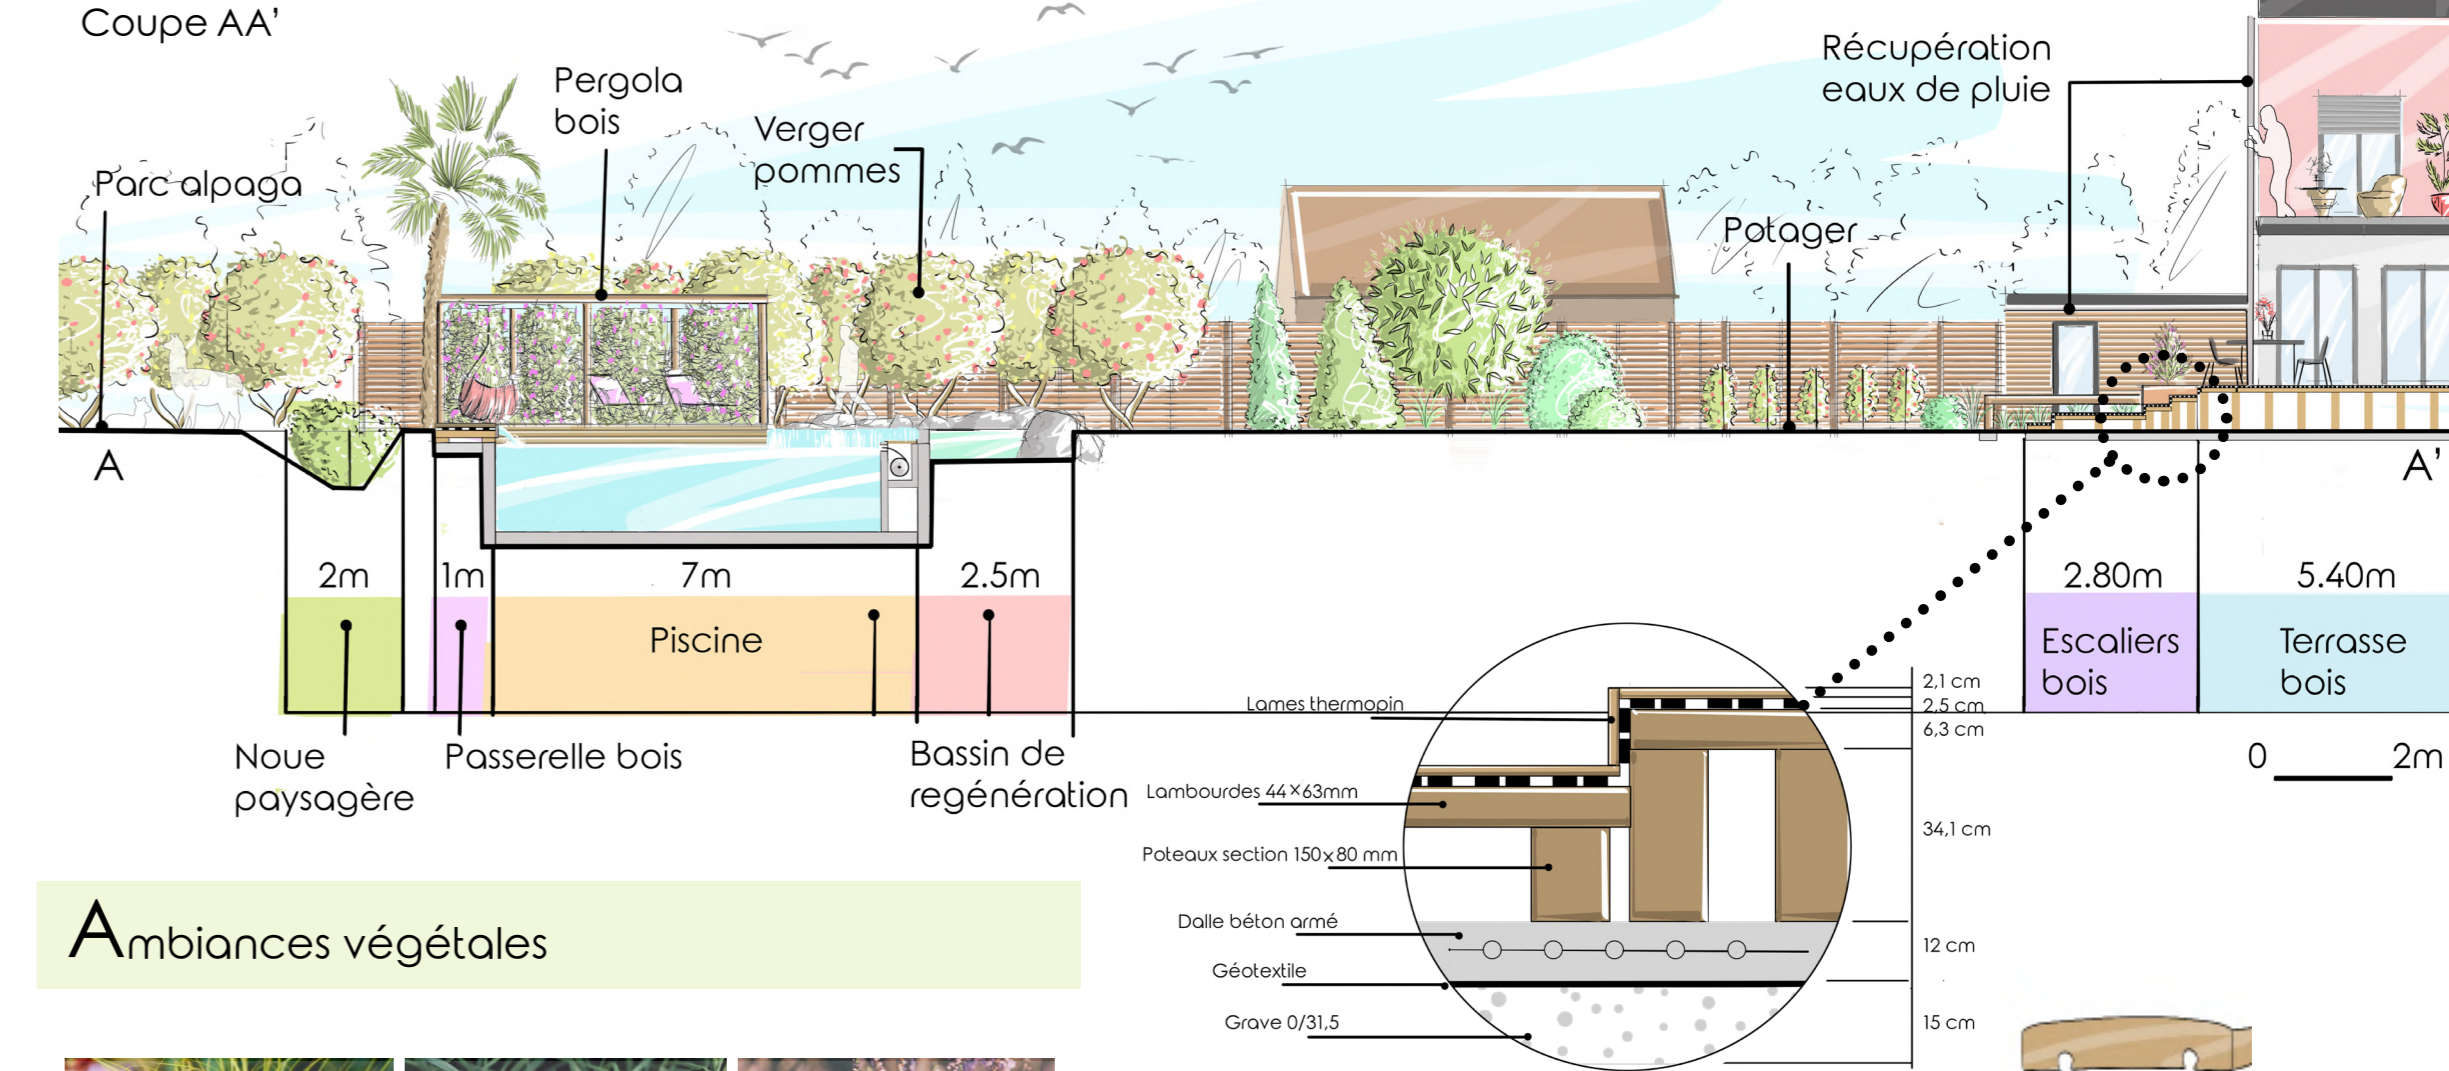 Coupe AA'
Parc alpaga
Pergola
bois
Verger
pommes
Potager
Récupération
eaux de pluie
A
A'
2m
1m
7m
2.5m
2.80m
5.40m
Piscine
Escaliers
bois
Terrasse
bois
Noue
paysagère
Passerelle bois
Bassin de
regénération
0 2m
Lames thermopin
Lambourdes 44×63mm
Poteaux section 150x80 mm
Dalle béton armé
Géotextile
Grave 0/31,5
2,1 cm
2,5 cm
6,3 cm
34,1 cm
12 cm
15 cm
Ambiances végétales